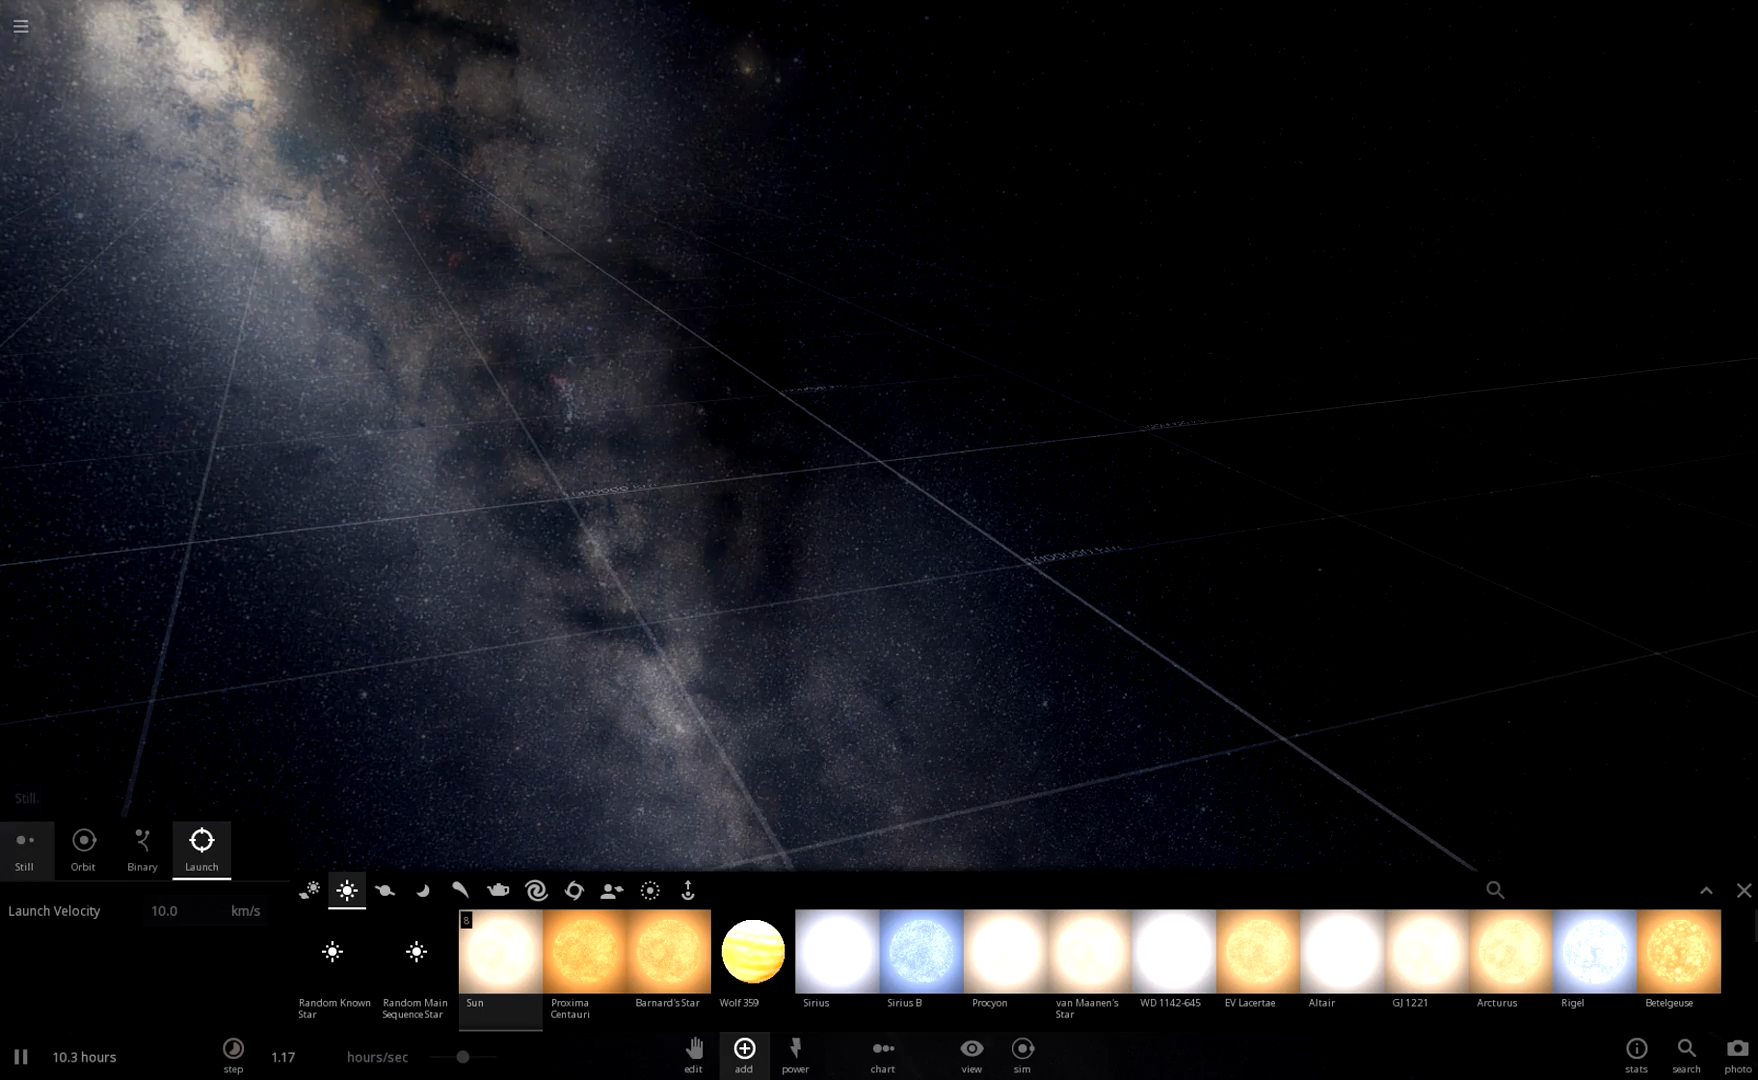 Still
Still
Orbit
Binary
Launch
Launch Velocity
10.0
km/s
8
Random Known
Star
Random Main
Sequence Star
Sun
Proxima
Centauri
Barnard's Star
Wolf 359
Sirius
Sirius B
Procyon
van Maanen's
Star
WD 1142-645
EV Lacertae
Altair
GJ 1221
Arcturus
Rigel
Betelgeuse
10.3 hours
step
1.17
hours/sec
edit
add
power
chart
view
sim
stats
search
photo